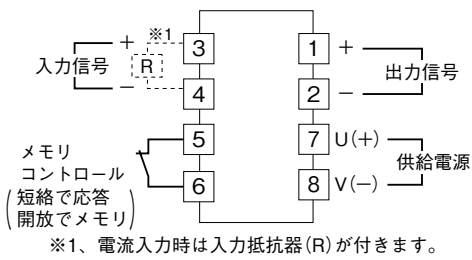 ※1
+ 3 1 +
入力信号 R 出力信号
− 4 2 −
5 7 U(+)
メモリ
コントロール 供給電源
6 8 V(−)
(短絡で応答
開放でメモリ)
※1、電流入力時は入力抵抗器(R)が付きます。